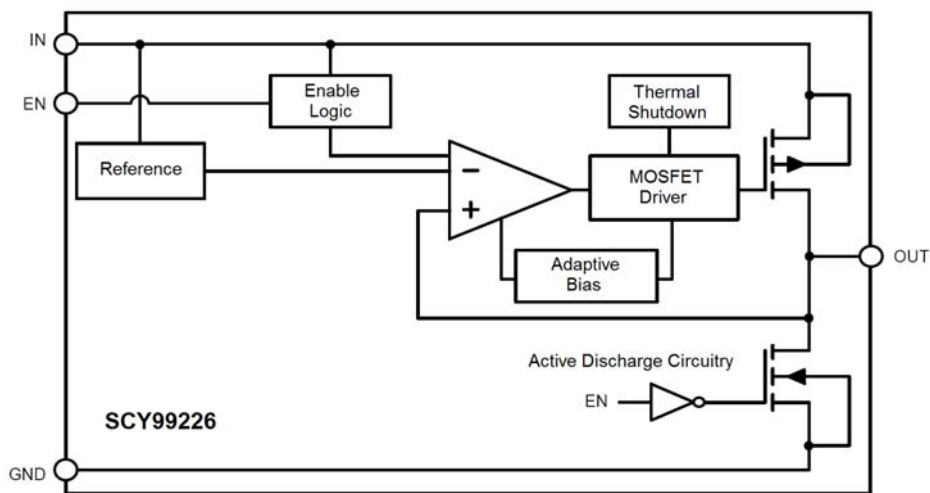 IN
EN
Enable
Logic
Thermal
Shutdown
Reference
−
+
MOSFET
Driver
Adaptive
Bias
OUT
Active Discharge Circuitry
EN
SCY99226
GND